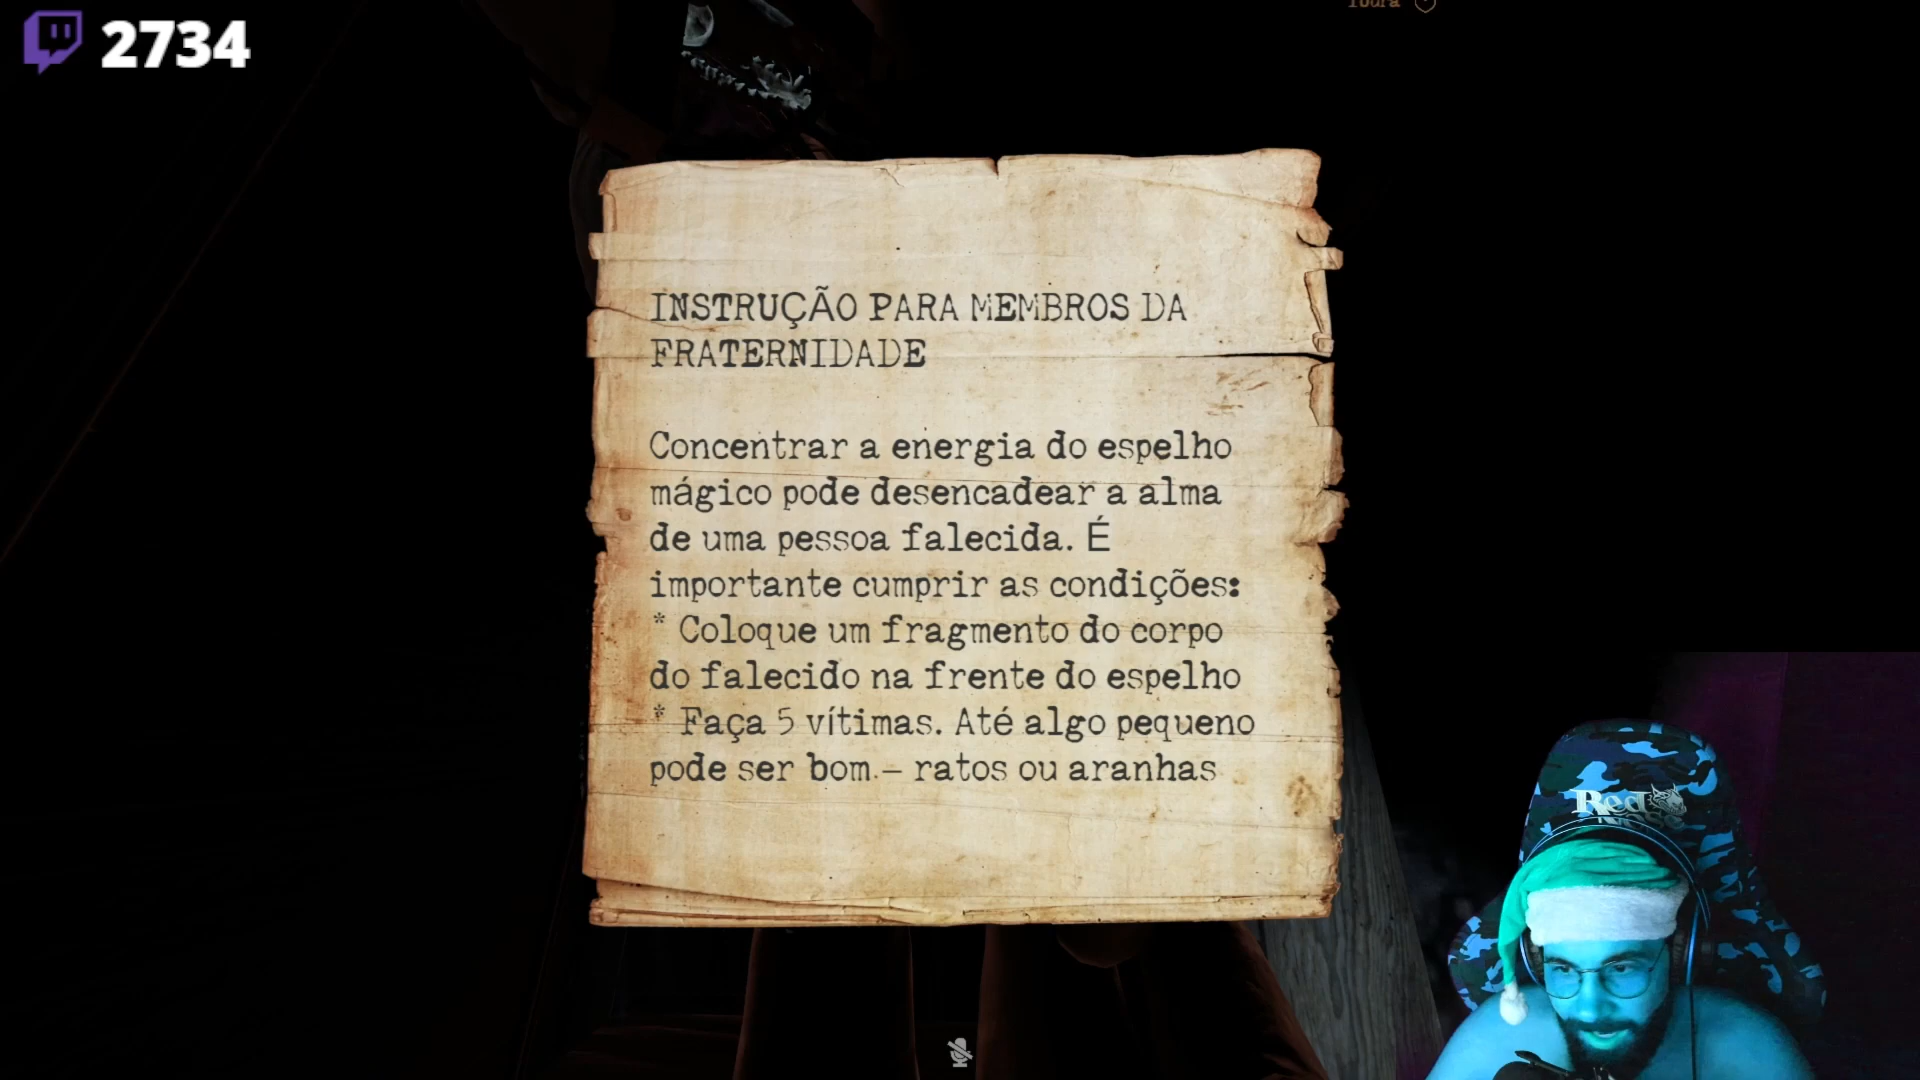 2734
INSTRUÇÃO PARA MEMBROS DA
FRATERNIDADE
Concentrar a energia do espelho
mágico pode desencadear a alma
de uma pessoa falecida. É
importante cumprir as condições:
* Coloque um fragmento do corpo
do falecido na frente do espelho
* Faça 5 vítimas. Até algo pequeno
pode ser bom – ratos ou aranhas
Red
Nose